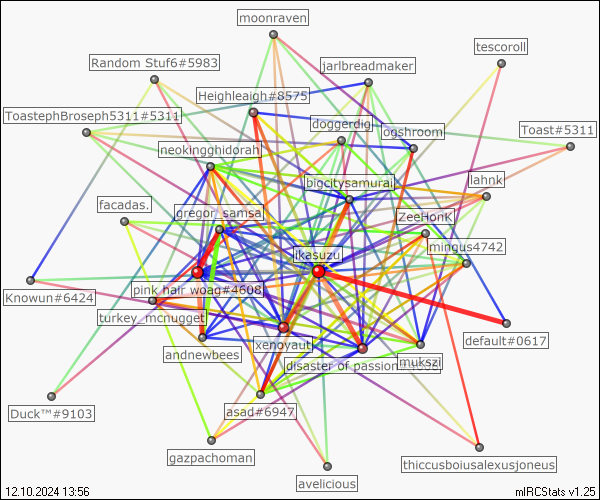 moonraven
tescoroll
Random Stuf6#5983
jarlbreadmaker
Heighleaigh#8575
ToastephBroseph5311#5311
doggerdig
ogshroom
Toast#5311
neokingghidorah
bigcitysamurai
lahnk
facadas.
gregor_samsa
ZeeHonK
mingus4742
ikasuzu
pink hair woag#4608
Knowun#6424
turkey_mcnugget
default#0617
xenoyaut
andnewbees
disaster of passion
mukszi
asad#6947
Duck™#9103
gazpachoman
thiccusboiusalexusjoneus
avelicious
12.10.2024 13:56
mIRCStats v1.25